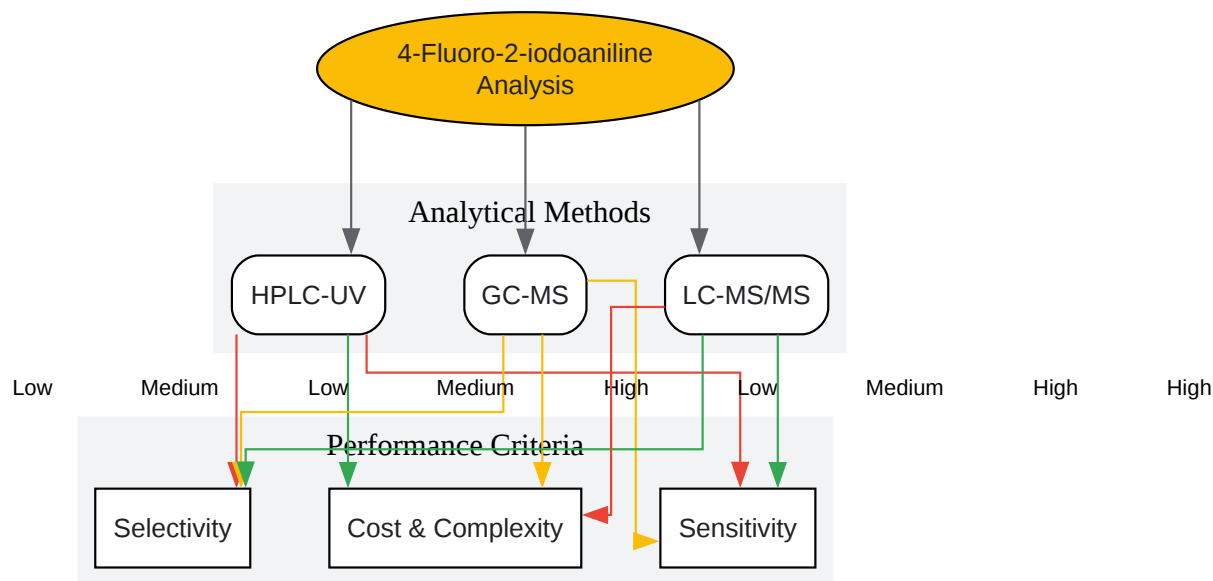 4-Fluoro-2-iodoaniline
Analysis
Analytical Methods
HPLC-UV
GC-MS
LC-MS/MS
Low
Medium
Low
Medium
High
Low
Medium
High
High
Performance Criteria
Selectivity
Cost & Complexity
Sensitivity